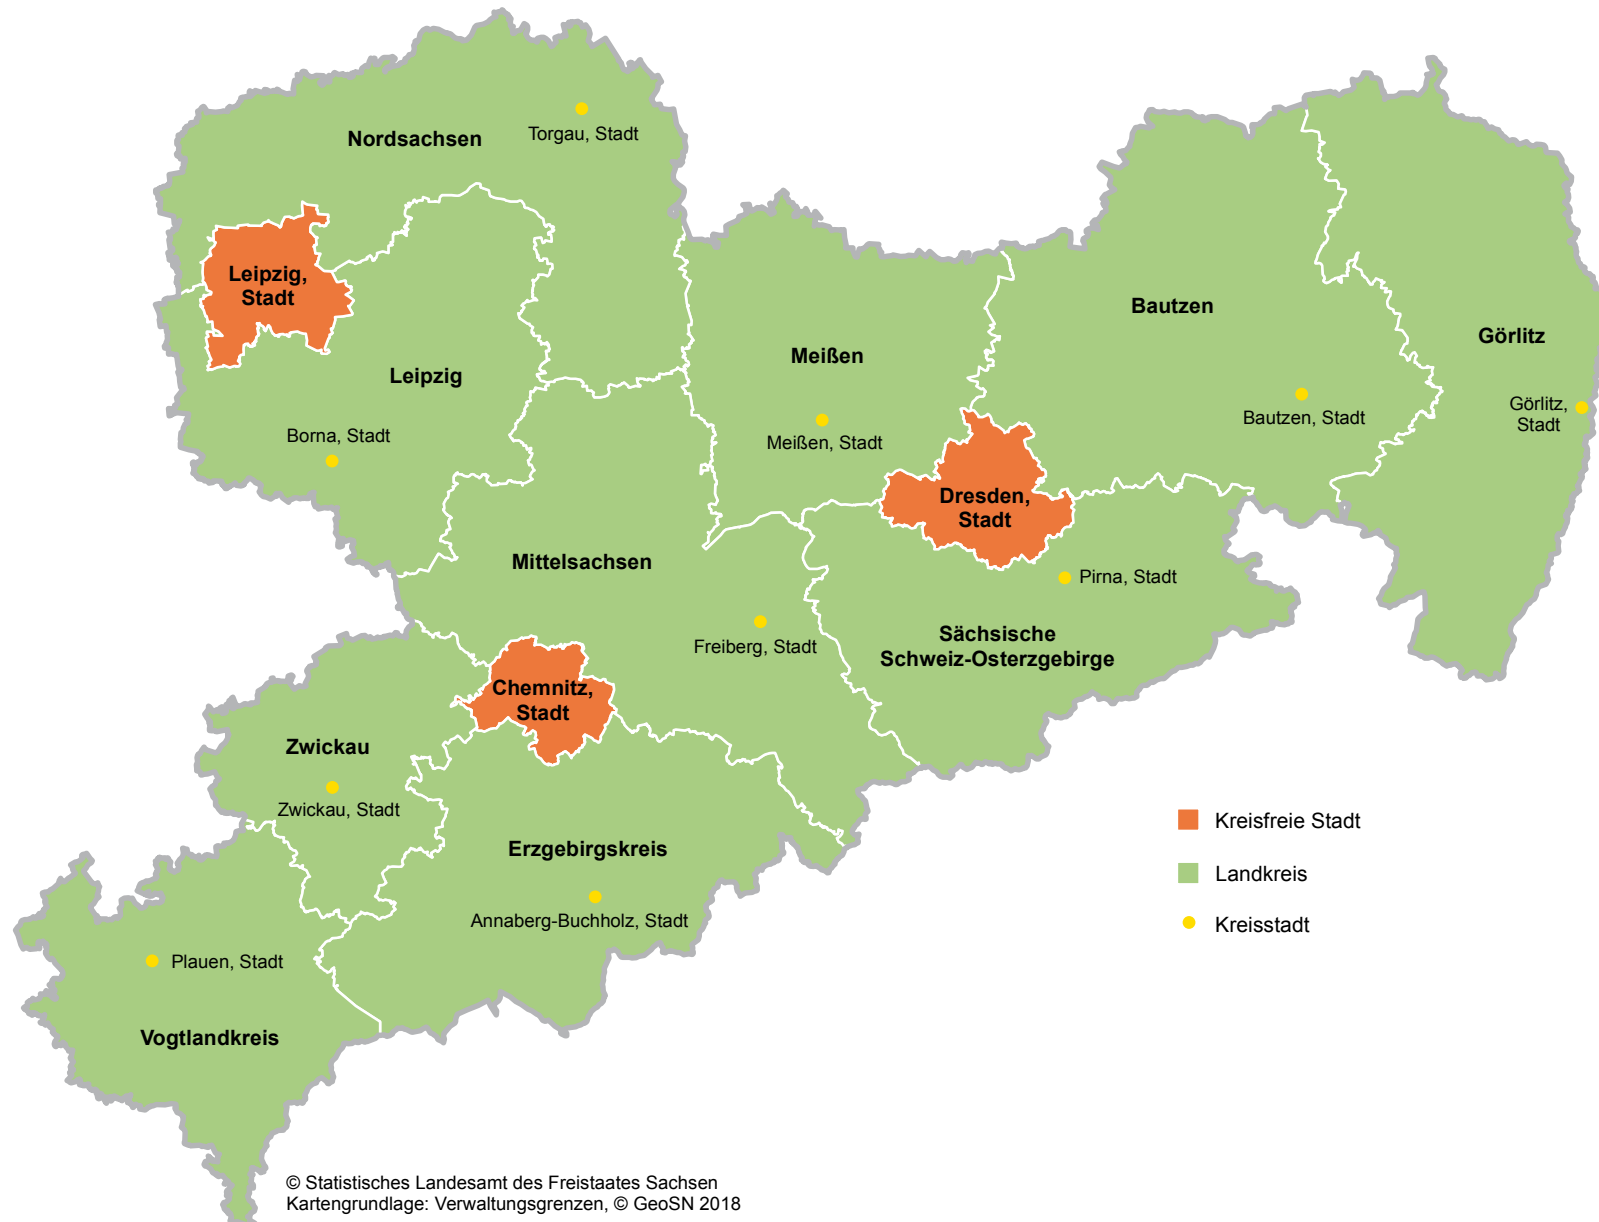 Torgau, Stadt
Nordsachsen
Leipzig,
Stadt
Bautzen
Görlitz
Meißen
Leipzig
Görlitz,
Stadt
Bautzen, Stadt
Borna, Stadt
Meißen, Stadt
Dresden,
Stadt
Mittelsachsen
Pirna, Stadt
Sächsische
Schweiz-Osterzgebirge
Freiberg, Stadt
Chemnitz,
Stadt
Zwickau
Zwickau, Stadt
Erzgebirgskreis
Annaberg-Buchholz, Stadt
Plauen, Stadt
Vogtlandkreis
Kreisfreie Stadt
Landkreis
Kreisstadt
© Statistisches Landesamt des Freistaates Sachsen
Kartengrundlage: Verwaltungsgrenzen, © GeoSN 2018